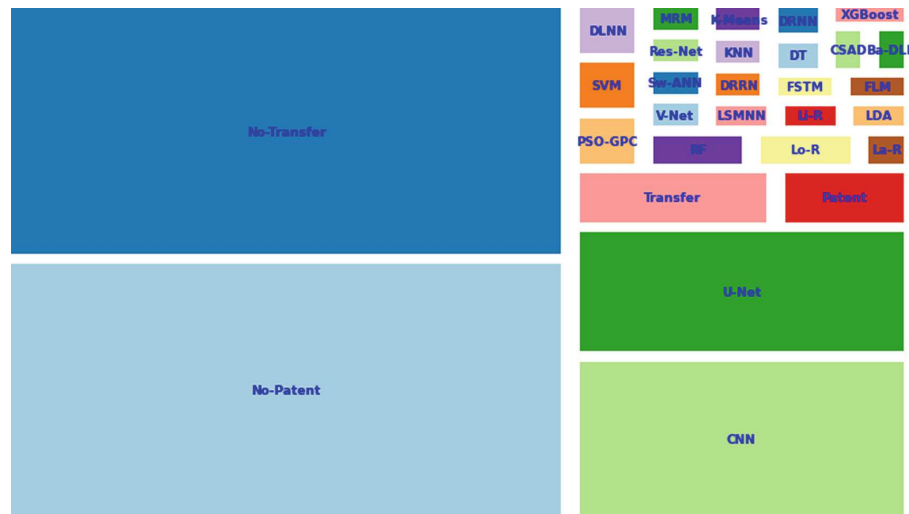 No-Transfer
No-Patent
DLNN
MRM
K-Means
DRNN
XGBoost
Res-Net
KNN
DT
CSAD
Ba-DLN
SVM
Sw-ANN
DRRN
FSTM
FLM
V-Net
LSMNN
Li-R
LDA
PSO-GPC
RF
Lo-R
La-R
Transfer
Patent
U-Net
CNN